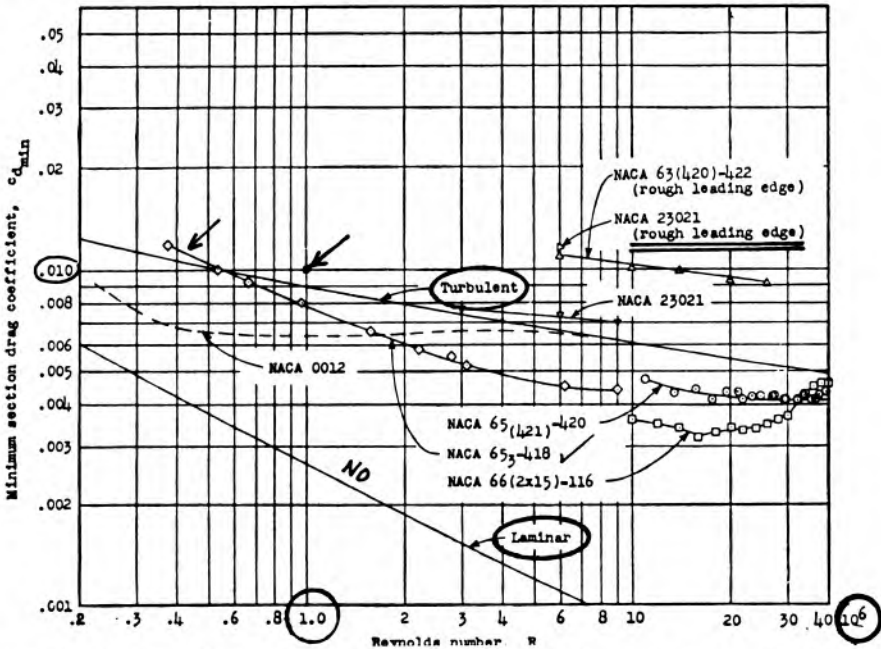 .05
.04
.03
.02
.010
.008
.006
.005
.004
.003
.002
.001
Minimum section drag coefficient, cdmin
NACA 63(420)-422
(rough leading edge)
NACA 23021
(rough leading edge)
Turbulent
NACA 23021
NACA 0012
NACA 65(421)-420
NACA 653-418
NACA 66(2x15)-116
NO
Laminar
.2 .3 .4 .6 .8 1.0 2 4 6 8 10 20 30 40 10^6
Reynolds number, R